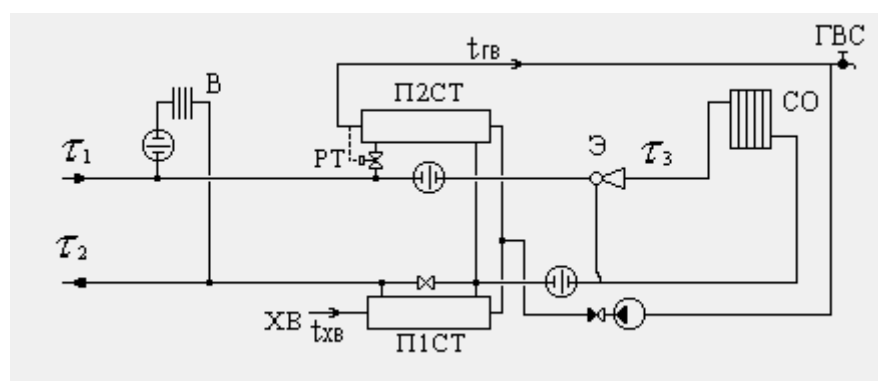 ГВС
tГВ
В
П2СТ
СО
Э
τ1
РТ
τ3
τ2
ХВ
tХВ
П1СТ